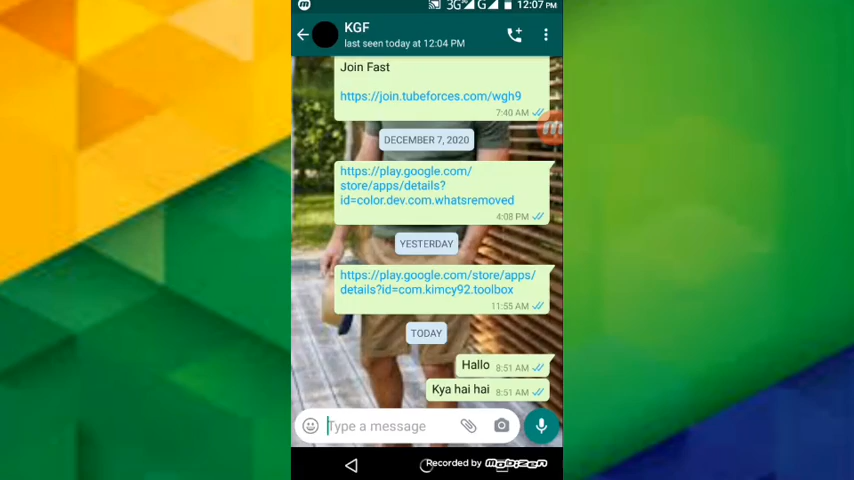 3G G 12:07 PM
KGF
last seen today at 12:04 PM
Join Fast
https://join.tubeforces.com/wgh9
7:40 AM
DECEMBER 7, 2020
https://play.google.com/
store/apps/details?
id=color.dev.com.whatsremoved
4:08 PM
YESTERDAY
https://play.google.com/store/apps/
details?id=com.kimcy92.toolbox
11:55 AM
TODAY
Hallo 8:51 AM
Kya hai hai 8:51 AM
Type a message
Recorded by mobizen